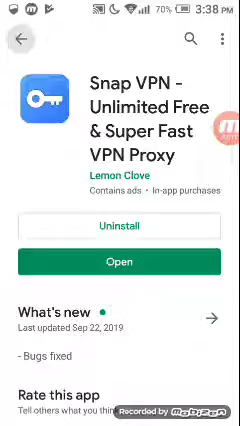 70% 3:38 PM
Snap VPN -
Unlimited Free
& Super Fast
VPN Proxy
Lemon Clove
Contains ads • In-app purchases
Uninstall
Open
What's new
Last updated Sep 22, 2019
- Bugs fixed
Rate this app
Tell others what you thin
Recorded by MOBIZEN